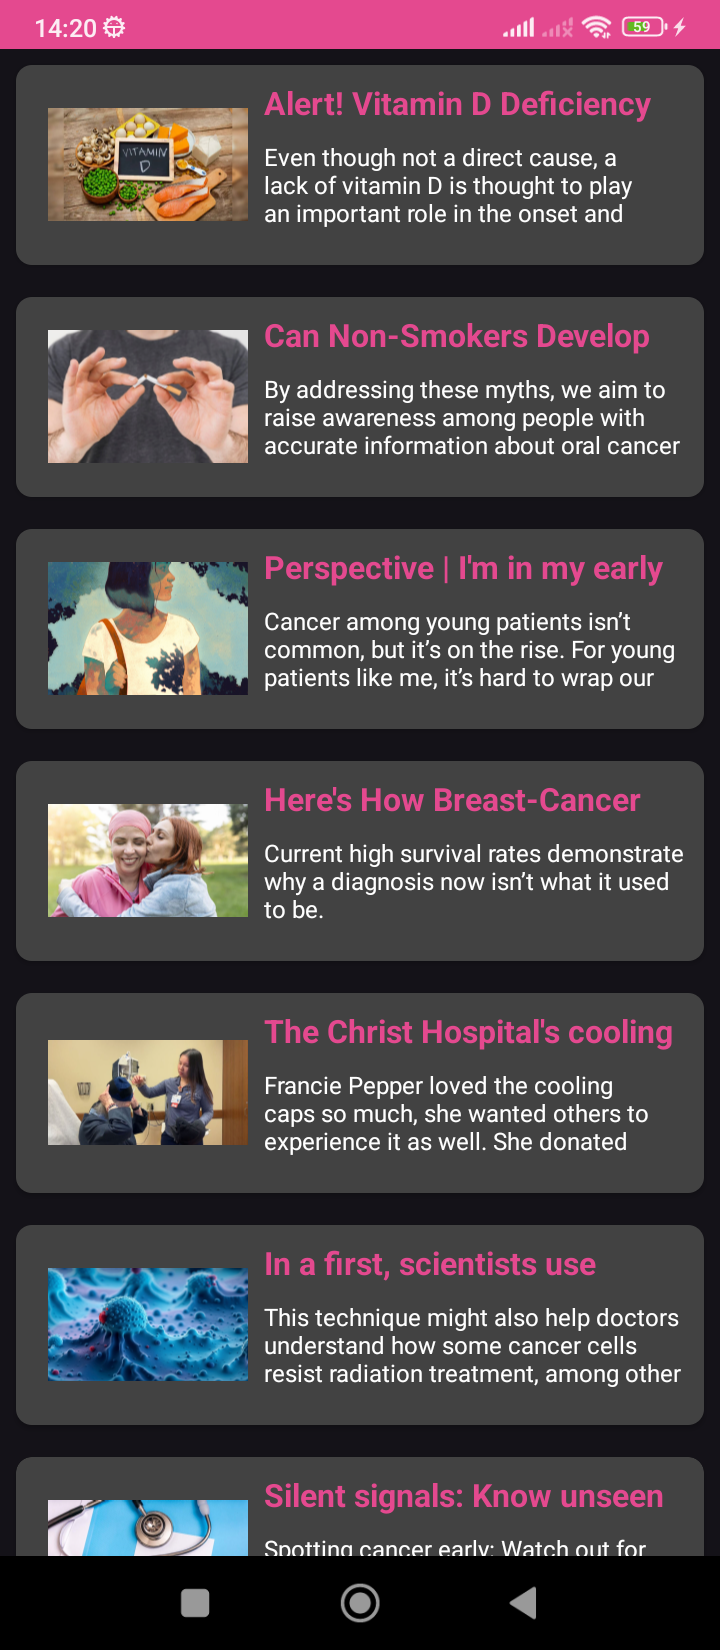 14:20
59
Alert! Vitamin D Deficiency
VITAMIN
D
Even though not a direct cause, a
lack of vitamin D is thought to play
an important role in the onset and
Can Non-Smokers Develop
By addressing these myths, we aim to
raise awareness among people with
accurate information about oral cancer
Perspective | I'm in my early
Cancer among young patients isn’t
common, but it’s on the rise. For young
patients like me, it’s hard to wrap our
Here's How Breast-Cancer
Current high survival rates demonstrate
why a diagnosis now isn’t what it used
to be.
The Christ Hospital's cooling
Francie Pepper loved the cooling
caps so much, she wanted others to
experience it as well. She donated
In a first, scientists use
This technique might also help doctors
understand how some cancer cells
resist radiation treatment, among other
Silent signals: Know unseen
Spotting cancer early: Watch out for